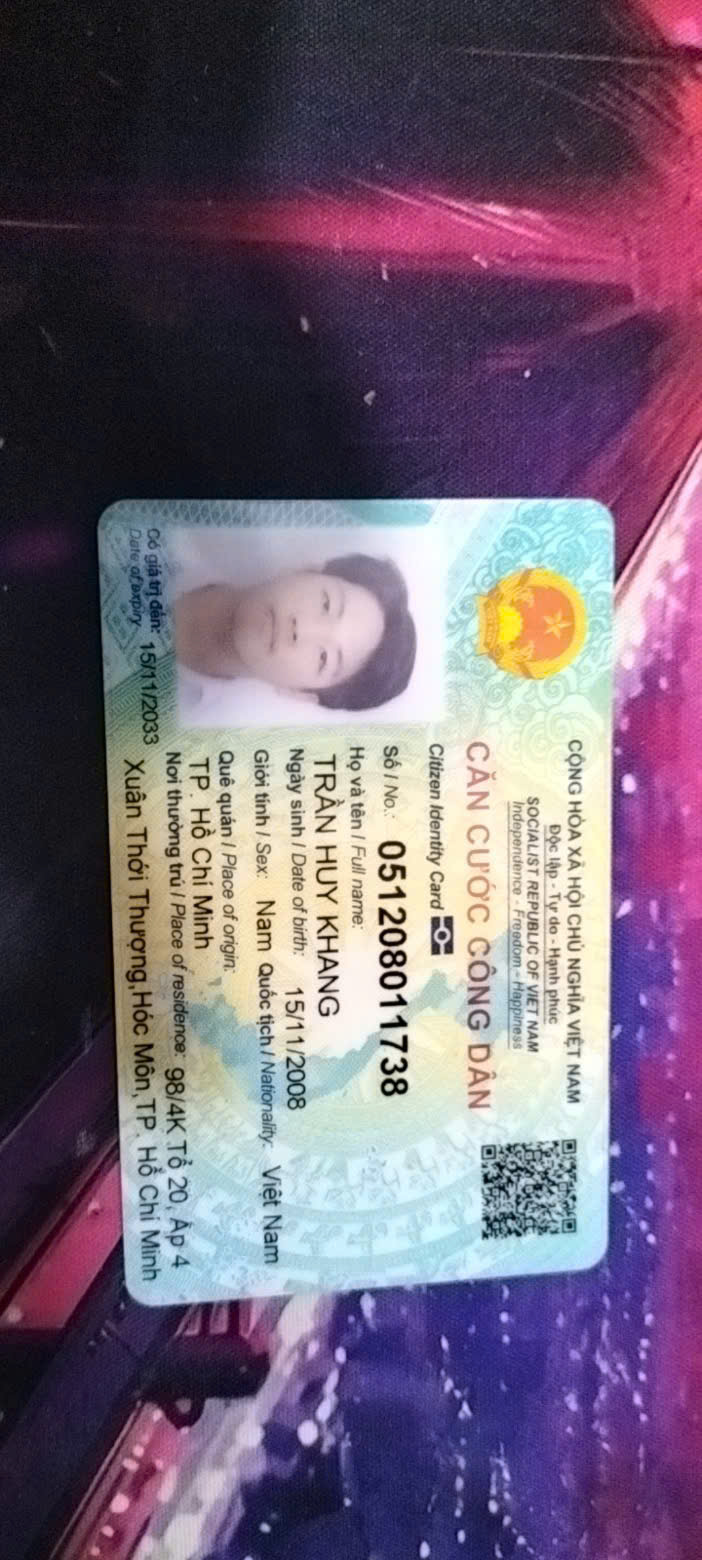 CỘNG HÒA XÃ HỘI CHỦ NGHĨA VIỆT NAM
Độc lập - Tự do - Hạnh phúc
SOCIALIST REPUBLIC OF VIET NAM
Independence - Freedom - Happiness
CĂN CƯỚC CÔNG DÂN
Citizen Identity Card
Số / No.: 051208011738
Họ và tên / Full name:
TRẦN HUY KHANG
Ngày sinh / Date of birth: 15/11/2008
Giới tính / Sex: Nam Quốc tịch / Nationality: Việt Nam
Quê quán / Place of origin:
TP. Hồ Chí Minh
Nơi thường trú / Place of residence: 98/4K Tổ 20, Ấp 4
Xuân Thới Thượng, Hóc Môn, TP. Hồ Chí Minh
Có giá trị đến: 15/11/2033
Date of expiry